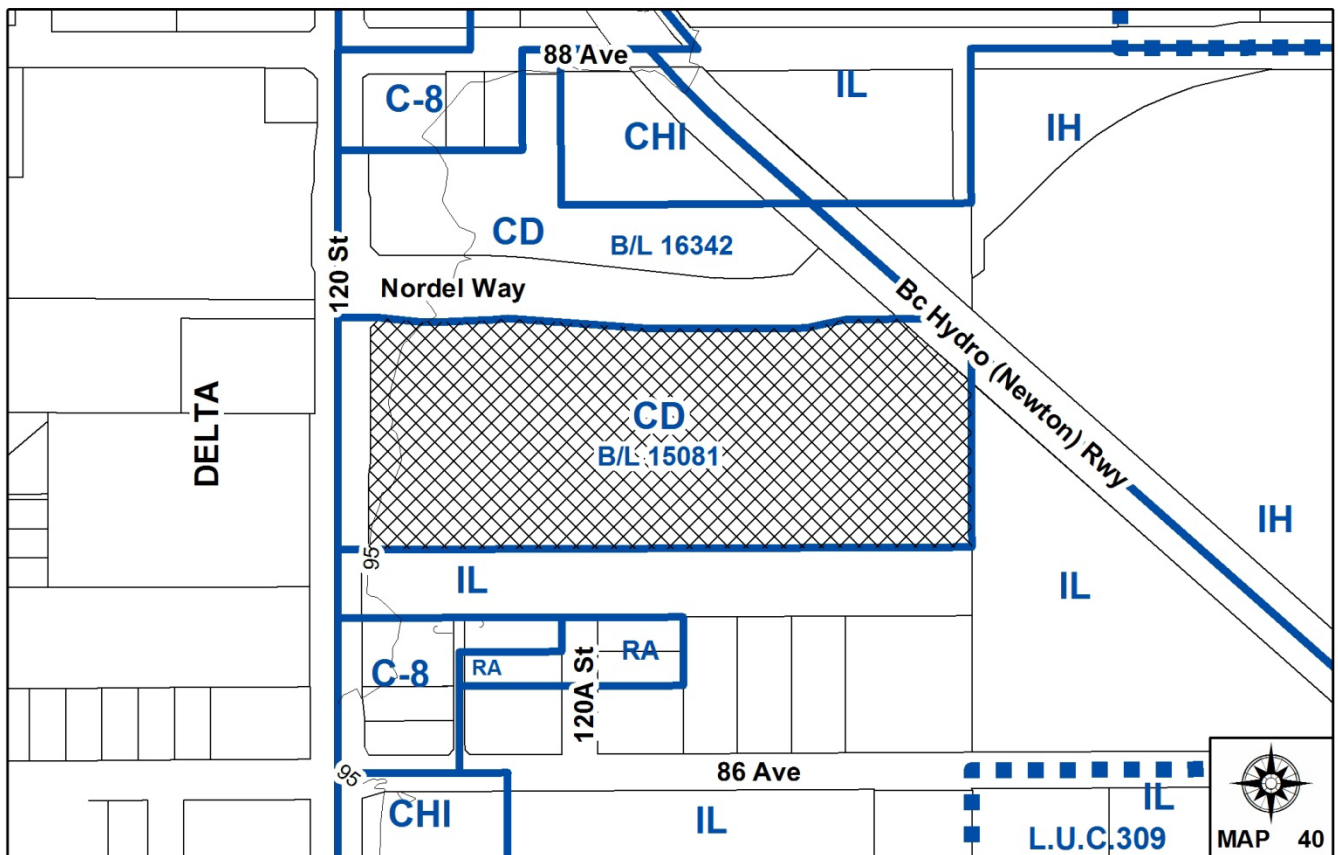 88 Ave
C-8
CHI
IL
IH
120 St
CD
B/L 16342
Nordel Way
Bc Hydro (Newton) Rwy
DELTA
CD
B/L 15081
IH
95
IL
IL
C-8
RA
RA
120A St
95
86 Ave
CHI
IL
IL
L.U.C.309
MAP 40